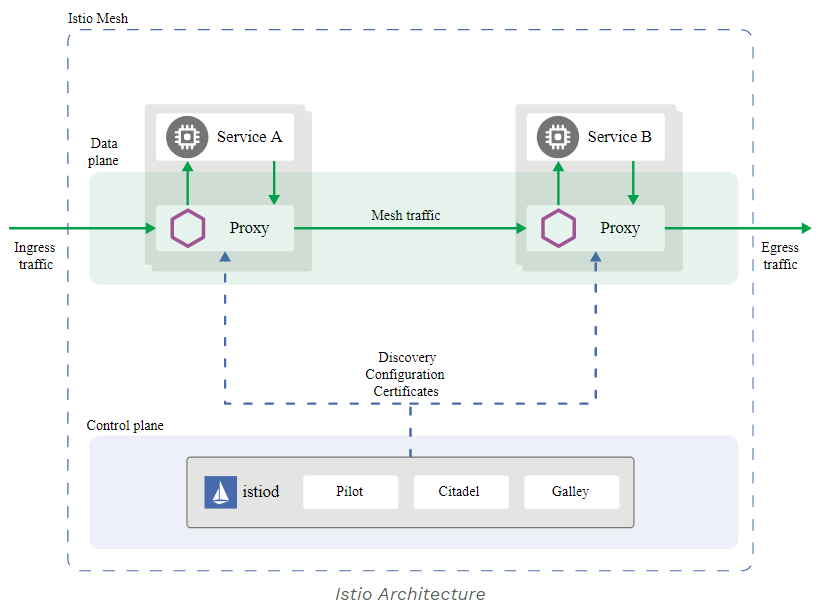 Istio Mesh
Data
plane
Service A
Service B
Proxy
Mesh traffic
Proxy
Ingress
traffic
Egress
traffic
Discovery
Configuration
Certificates
Control plane
istiod
Pilot
Citadel
Galley
Istio Architecture